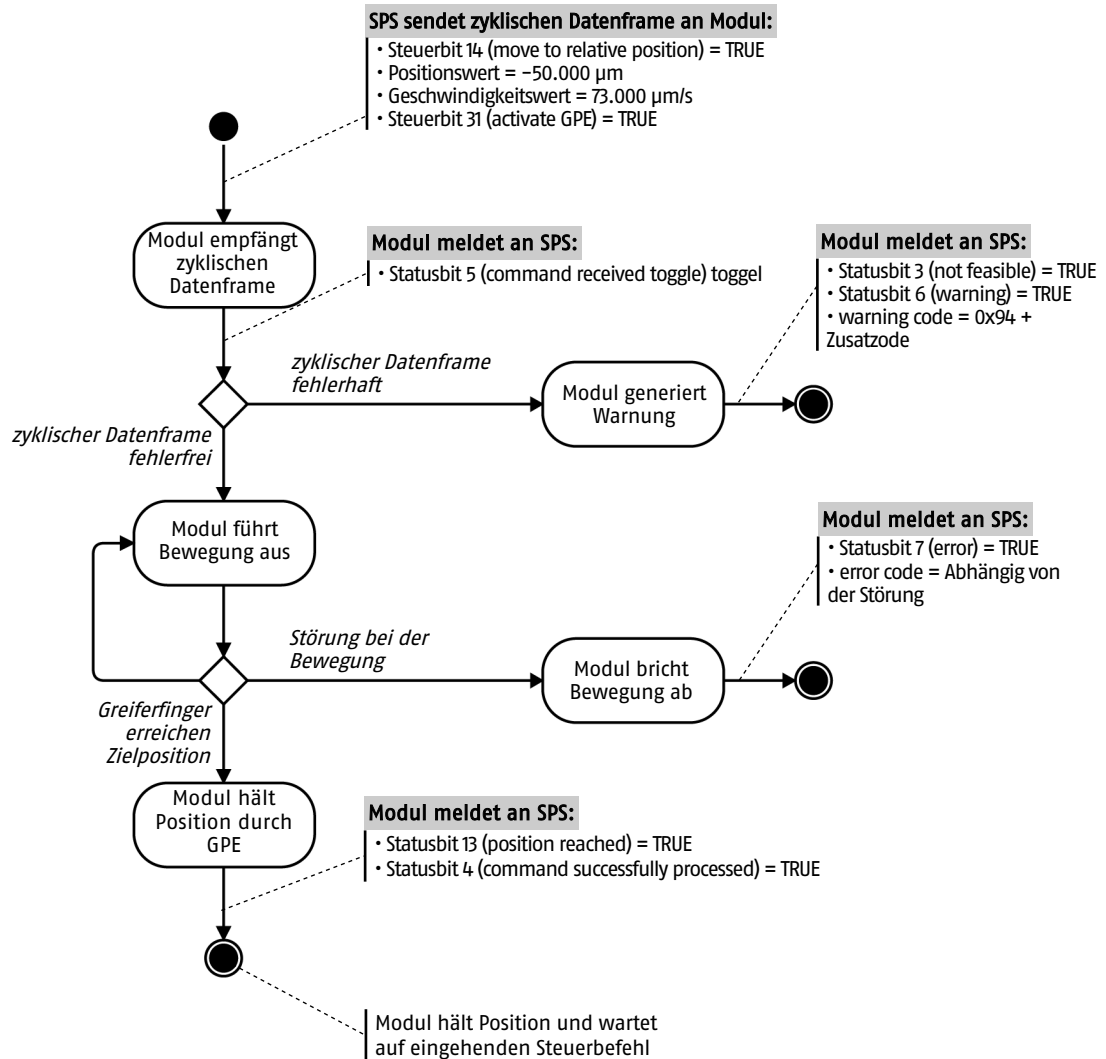 SPS sendet zyklischen Datenframe an Modul:
• Steuerbit 14 (move to relative position) = TRUE
• Positionswert = -50.000 µm
• Geschwindigkeitswert = 73.000 µm/s
• Steuerbit 31 (activate GPE) = TRUE
Modul empfängt
zyklischen
Datenframe
Modul meldet an SPS:
• Statusbit 5 (command received toggle) toggel
Modul meldet an SPS:
• Statusbit 3 (not feasible) = TRUE
• Statusbit 6 (warning) = TRUE
• warning code = 0x94 +
Zusatzode
zyklischer Datenframe
fehlerhaft
Modul generiert
Warnung
zyklischer Datenframe
fehlerfrei
Modul führt
Bewegung aus
Modul meldet an SPS:
• Statusbit 7 (error) = TRUE
• error code = Abhängig von
der Störung
Störung bei der
Bewegung
Modul bricht
Bewegung ab
Greiferfinger
erreichen
Zielposition
Modul hält
Position durch
GPE
Modul meldet an SPS:
• Statusbit 13 (position reached) = TRUE
• Statusbit 4 (command successfully processed) = TRUE
Modul hält Position und wartet
auf eingehenden Steuerbefehl